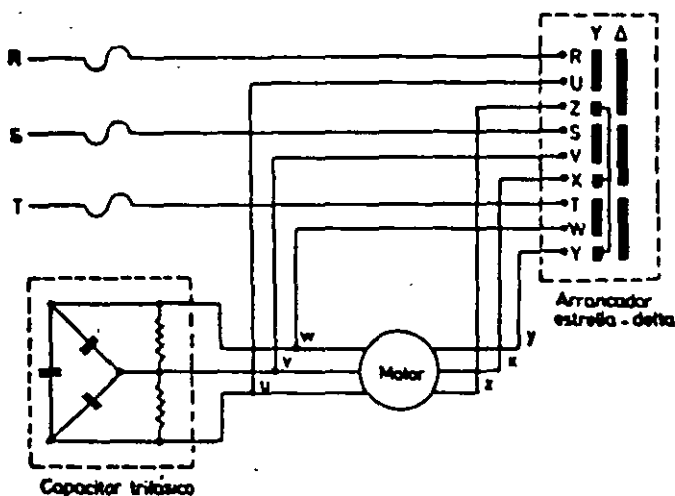 Y Δ
R
R
U
Z
S
S
V
X
T
T
W
Y
Arrancador
estrella - delta
w
y
v
x
Motor
u
z
Capacitor trifásico